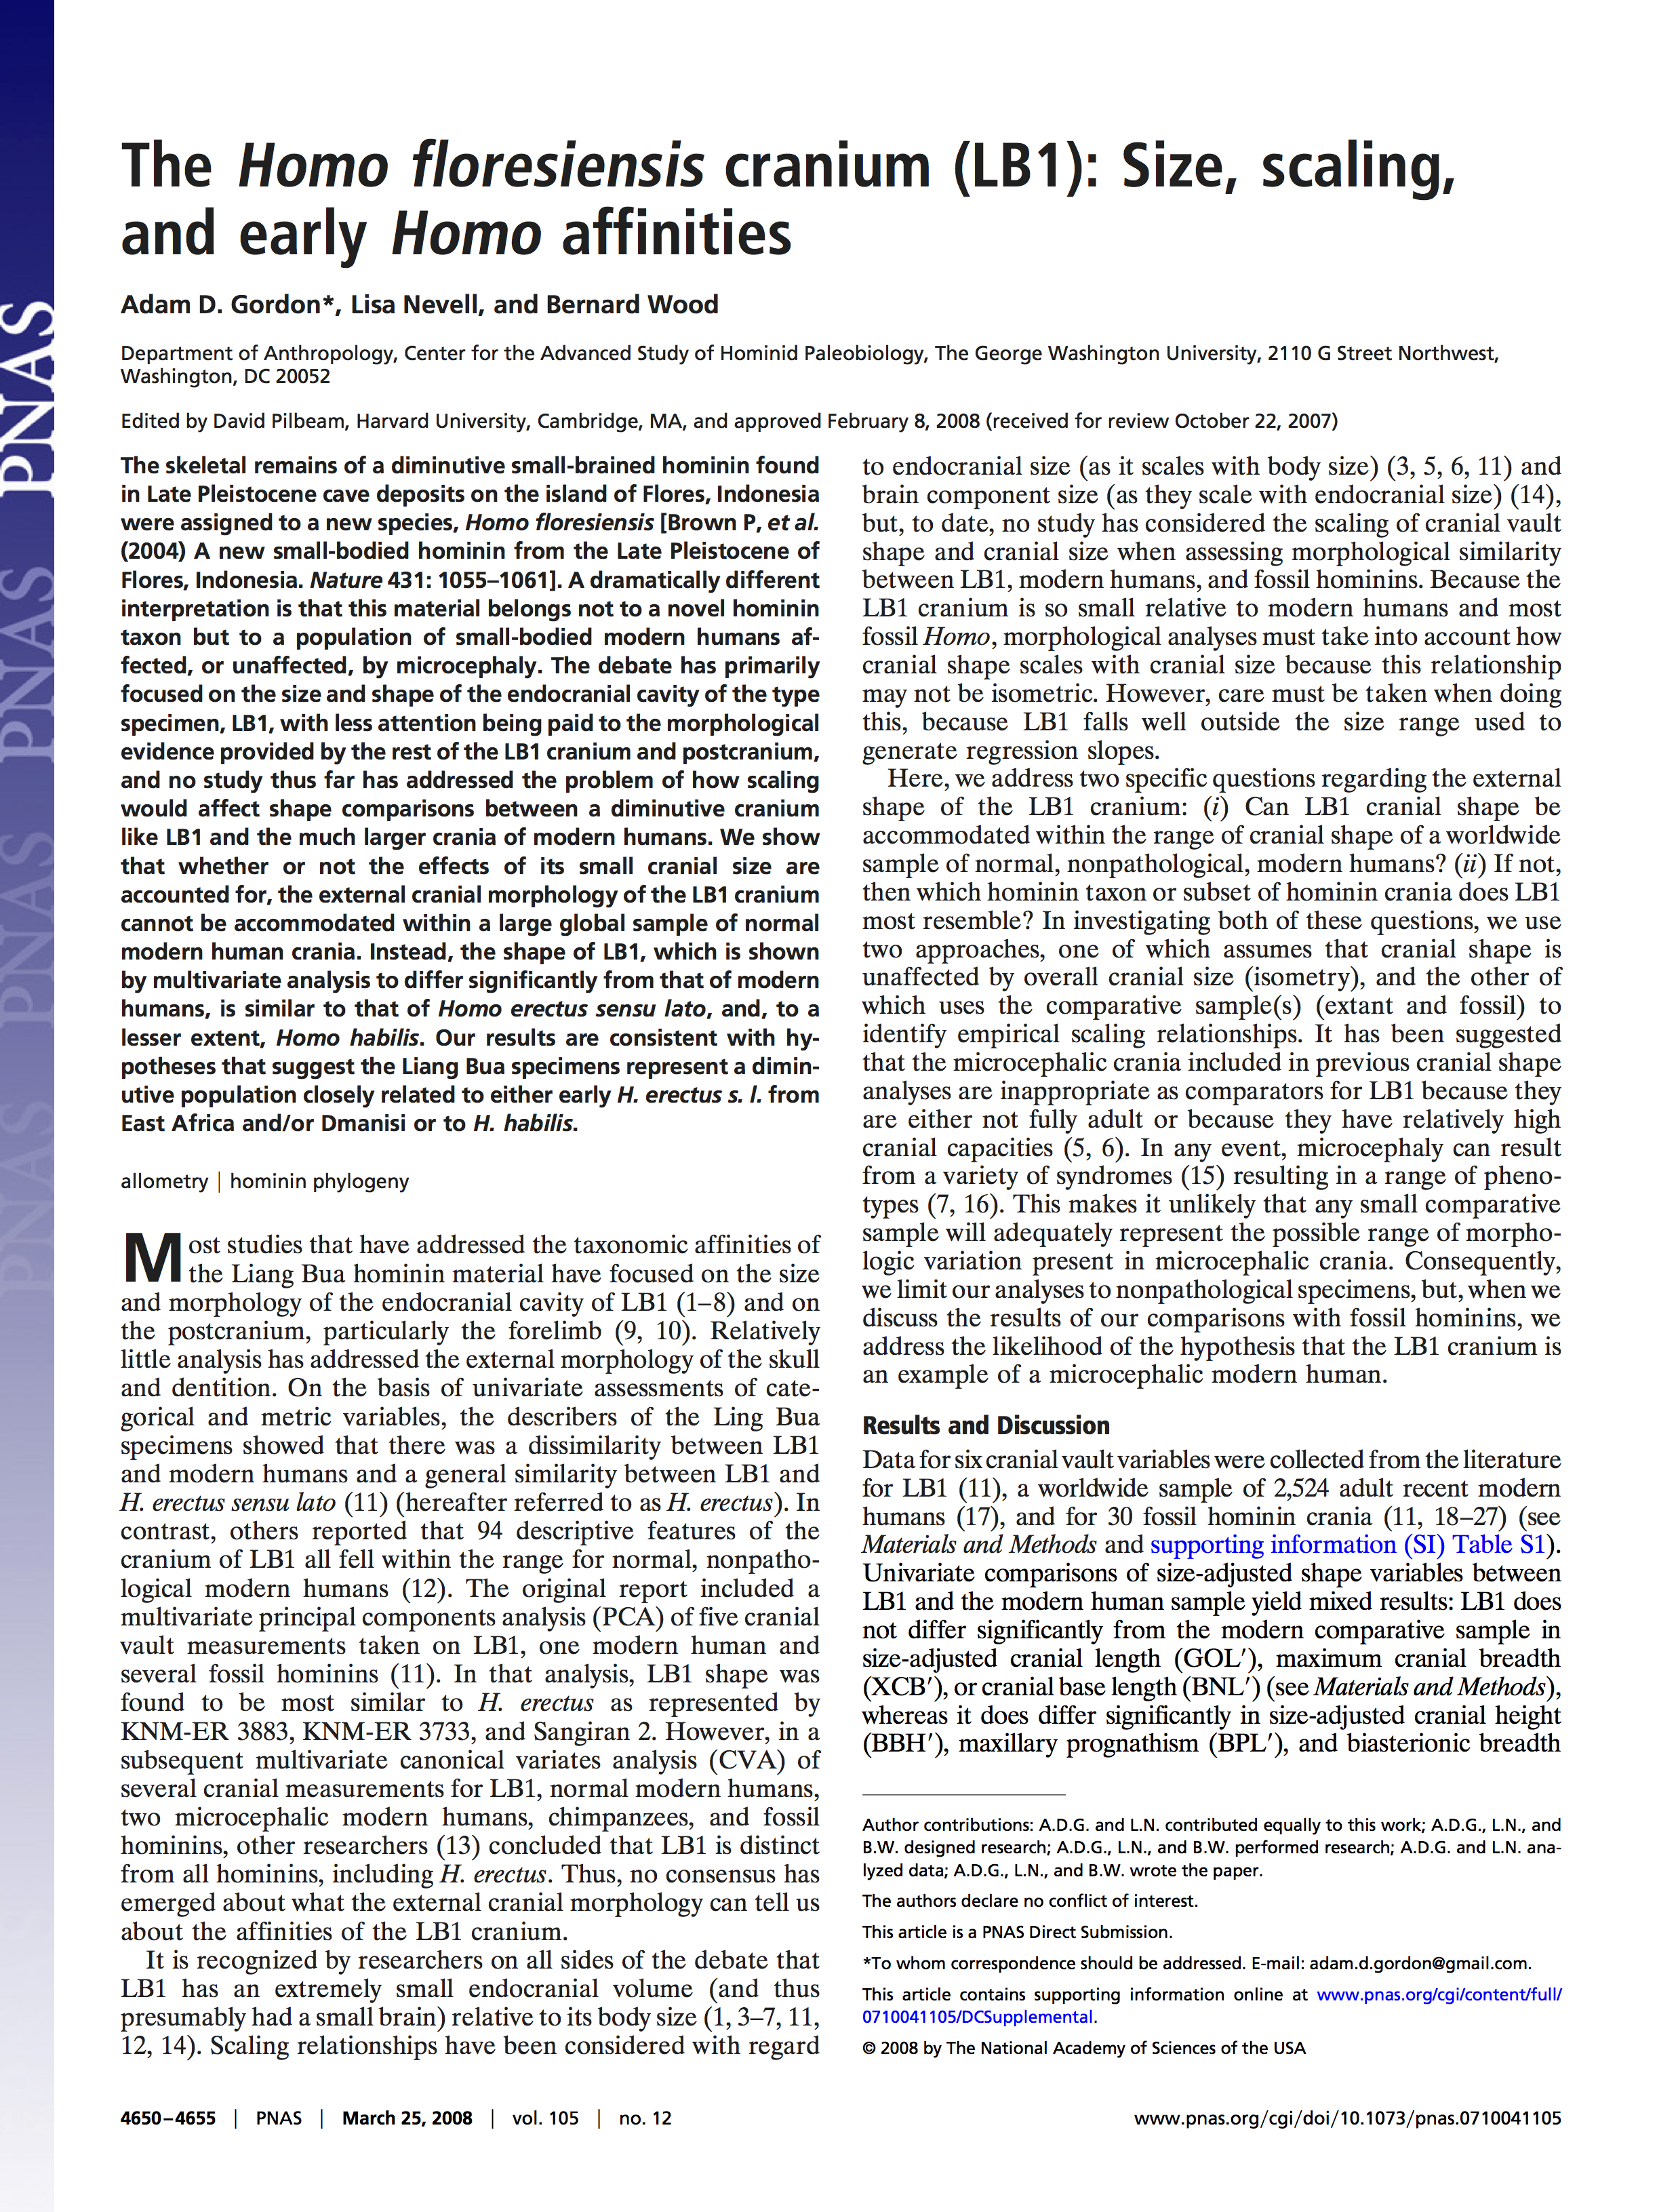 The Homo floresiensis cranium (LB1): Size, scaling,
and early Homo affinities
Adam D. Gordon*, Lisa Nevell, and Bernard Wood
Department of Anthropology, Center for the Advanced Study of Hominid Paleobiology, The George Washington University, 2110 G Street Northwest,
Washington, DC 20052
Edited by David Pilbeam, Harvard University, Cambridge, MA, and approved February 8, 2008 (received for review October 22, 2007)
The skeletal remains of a diminutive small-brained hominin found
in Late Pleistocene cave deposits on the island of Flores, Indonesia
were assigned to a new species, Homo floresiensis [Brown P, et al.
(2004) A new small-bodied hominin from the Late Pleistocene of
Flores, Indonesia. Nature 431: 1055–1061]. A dramatically different
interpretation is that this material belongs not to a novel hominin
taxon but to a population of small-bodied modern humans af-
fected, or unaffected, by microcephaly. The debate has primarily
focused on the size and shape of the endocranial cavity of the type
specimen, LB1, with less attention being paid to the morphological
evidence provided by the rest of the LB1 cranium and postcranium,
and no study thus far has addressed the problem of how scaling
would affect shape comparisons between a diminutive cranium
like LB1 and the much larger crania of modern humans. We show
that whether or not the effects of its small cranial size are
accounted for, the external cranial morphology of the LB1 cranium
cannot be accommodated within a large global sample of normal
modern human crania. Instead, the shape of LB1, which is shown
by multivariate analysis to differ significantly from that of modern
humans, is similar to that of Homo erectus sensu lato, and, to a
lesser extent, Homo habilis. Our results are consistent with hy-
potheses that suggest the Liang Bua specimens represent a dimin-
utive population closely related to either early H. erectus s. l. from
East Africa and/or Dmanisi or to H. habilis.
allometry | hominin phylogeny
Most studies that have addressed the taxonomic affinities of
the Liang Bua hominin material have focused on the size
and morphology of the endocranial cavity of LB1 (1–8) and on
the postcranium, particularly the forelimb (9, 10). Relatively
little analysis has addressed the external morphology of the skull
and dentition. On the basis of univariate assessments of cate-
gorical and metric variables, the describers of the Ling Bua
specimens showed that there was a dissimilarity between LB1
and modern humans and a general similarity between LB1 and
H. erectus sensu lato (11) (hereafter referred to as H. erectus). In
contrast, others reported that 94 descriptive features of the
cranium of LB1 all fell within the range for normal, nonpatho-
logical modern humans (12). The original report included a
multivariate principal components analysis (PCA) of five cranial
vault measurements taken on LB1, one modern human and
several fossil hominins (11). In that analysis, LB1 shape was
found to be most similar to H. erectus as represented by
KNM-ER 3883, KNM-ER 3733, and Sangiran 2. However, in a
subsequent multivariate canonical variates analysis (CVA) of
several cranial measurements for LB1, normal modern humans,
two microcephalic modern humans, chimpanzees, and fossil
hominins, other researchers (13) concluded that LB1 is distinct
from all hominins, including H. erectus. Thus, no consensus has
emerged about what the external cranial morphology can tell us
about the affinities of the LB1 cranium.
It is recognized by researchers on all sides of the debate that
LB1 has an extremely small endocranial volume (and thus
presumably had a small brain) relative to its body size (1, 3–7, 11,
12, 14). Scaling relationships have been considered with regard
to endocranial size (as it scales with body size) (3, 5, 6, 11) and
brain component size (as they scale with endocranial size) (14),
but, to date, no study has considered the scaling of cranial vault
shape and cranial size when assessing morphological similarity
between LB1, modern humans, and fossil hominins. Because the
LB1 cranium is so small relative to modern humans and most
fossil Homo, morphological analyses must take into account how
cranial shape scales with cranial size because this relationship
may not be isometric. However, care must be taken when doing
this, because LB1 falls well outside the size range used to
generate regression slopes.
Here, we address two specific questions regarding the external
shape of the LB1 cranium: (i) Can LB1 cranial shape be
accommodated within the range of cranial shape of a worldwide
sample of normal, nonpathological, modern humans? (ii) If not,
then which hominin taxon or subset of hominin crania does LB1
most resemble? In investigating both of these questions, we use
two approaches, one of which assumes that cranial shape is
unaffected by overall cranial size (isometry), and the other of
which uses the comparative sample(s) (extant and fossil) to
identify empirical scaling relationships. It has been suggested
that the microcephalic crania included in previous cranial shape
analyses are inappropriate as comparators for LB1 because they
are either not fully adult or because they have relatively high
cranial capacities (5, 6). In any event, microcephaly can result
from a variety of syndromes (15) resulting in a range of pheno-
types (7, 16). This makes it unlikely that any small comparative
sample will adequately represent the possible range of morpho-
logic variation present in microcephalic crania. Consequently,
we limit our analyses to nonpathological specimens, but, when we
discuss the results of our comparisons with fossil hominins, we
address the likelihood of the hypothesis that the LB1 cranium is
an example of a microcephalic modern human.
Results and Discussion
Data for six cranial vault variables were collected from the literature
for LB1 (11), a worldwide sample of 2,524 adult recent modern
humans (17), and for 30 fossil hominin crania (11, 18–27) (see
Materials and Methods and supporting information (SI) Table S1).
Univariate comparisons of size-adjusted shape variables between
LB1 and the modern human sample yield mixed results: LB1 does
not differ significantly from the modern comparative sample in
size-adjusted cranial length (GOL′), maximum cranial breadth
(XCB′), or cranial base length (BNL′) (see Materials and Methods),
whereas it does differ significantly in size-adjusted cranial height
(BBH′), maxillary prognathism (BPL′), and biasterionic breadth
Author contributions: A.D.G. and L.N. contributed equally to this work; A.D.G., L.N., and
B.W. designed research; A.D.G., L.N., and B.W. performed research; A.D.G. and L.N. ana-
lyzed data; A.D.G., L.N., and B.W. wrote the paper.
The authors declare no conflict of interest.
This article is a PNAS Direct Submission.
*To whom correspondence should be addressed. E-mail: adam.d.gordon@gmail.com.
This article contains supporting information online at www.pnas.org/cgi/content/full/
0710041105/DCSupplemental.
© 2008 by The National Academy of Sciences of the USA
4650–4655 | PNAS | March 25, 2008 | vol. 105 | no. 12
www.pnas.org/cgi/doi/10.1073/pnas.0710041105
PNAS
PNAS
PNAS
PNAS